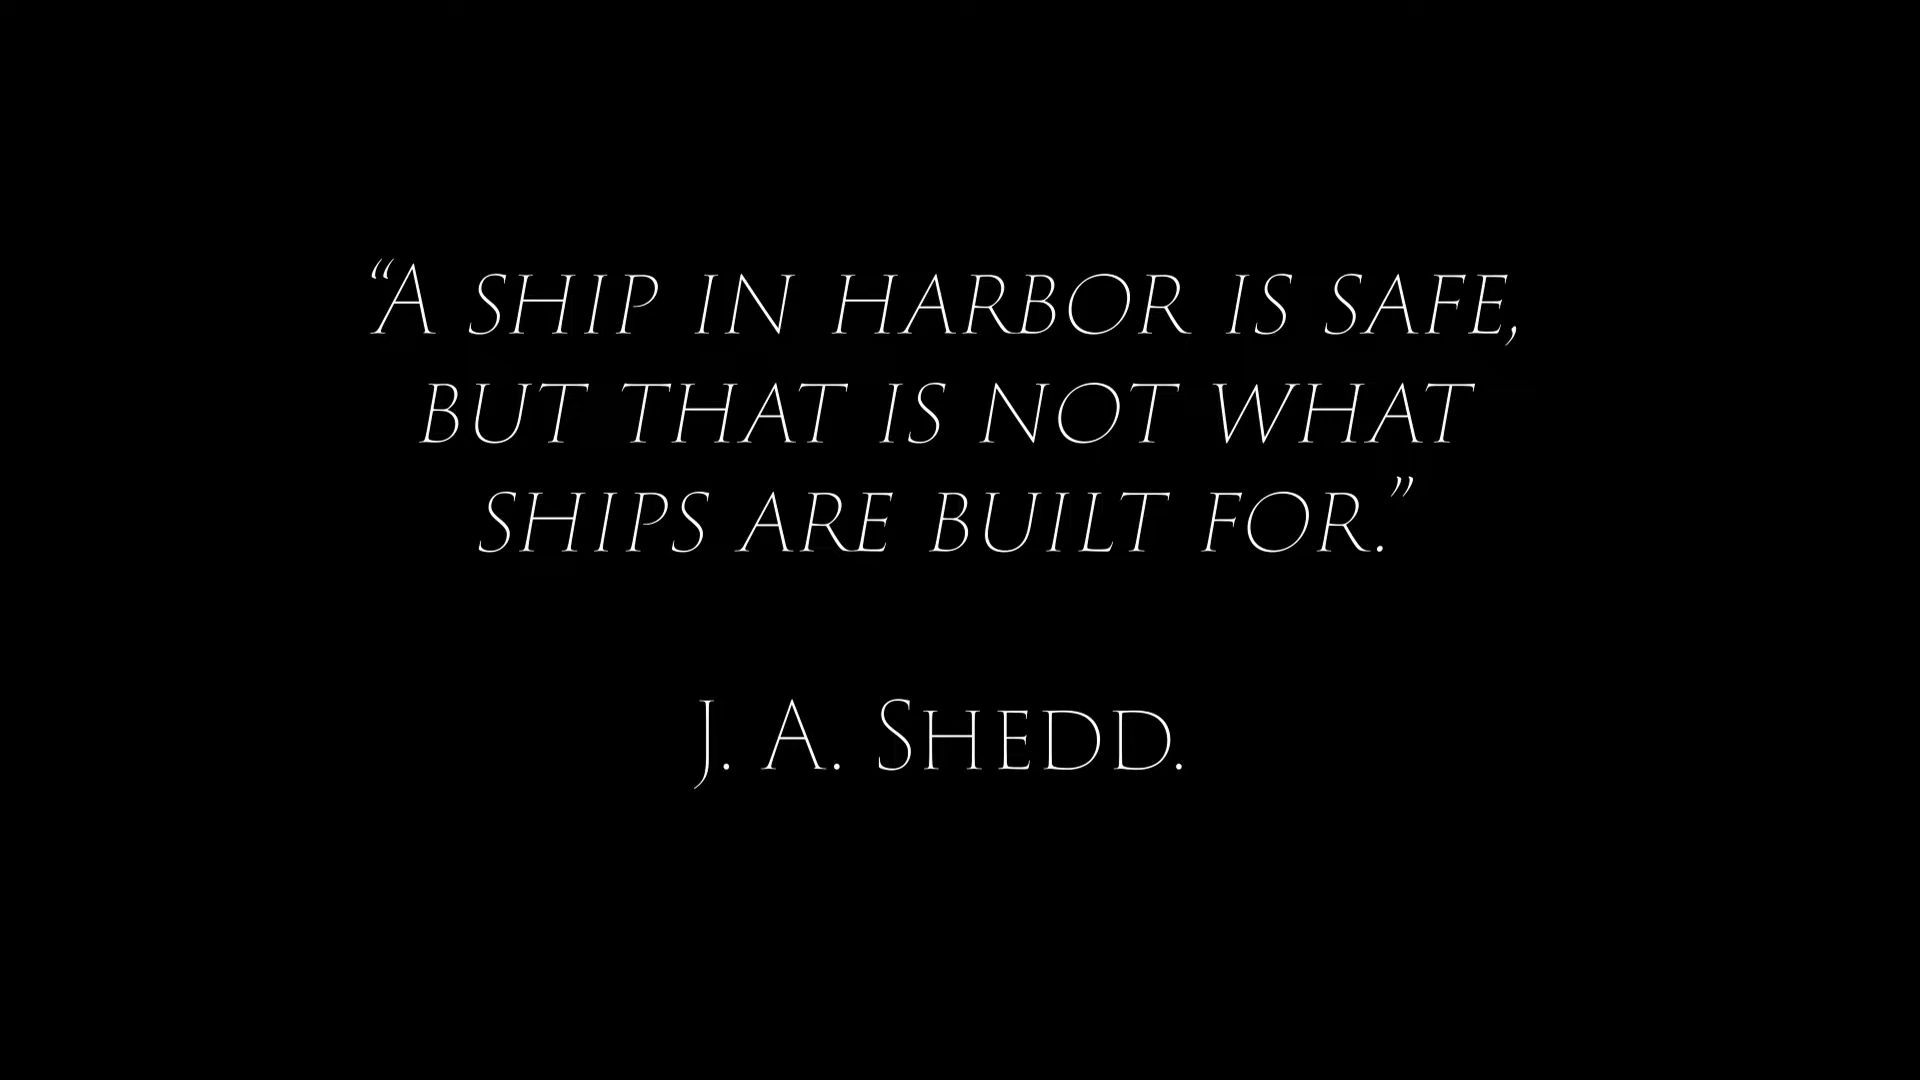 “A SHIP IN HARBOR IS SAFE,
BUT THAT IS NOT WHAT
SHIPS ARE BUILT FOR.”
J. A. SHEDD.